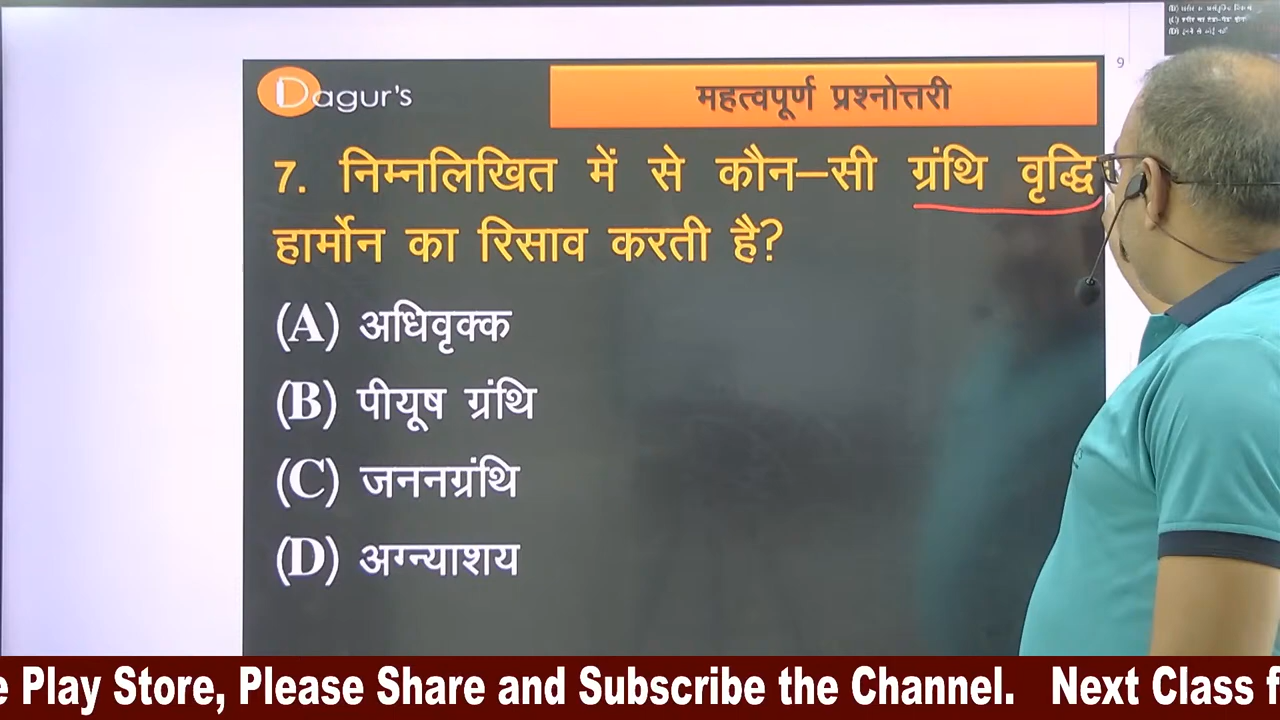 9
Dagur's
महत्वपूर्ण प्रश्नोत्तरी
7. निम्नलिखित में से कौन–सी ग्रंथि वृद्धि
हार्मोन का रिसाव करती है?
(A) अधिवृक्क
(B) पीयूष ग्रंथि
(C) जननग्रंथि
(D) अग्न्याशय
e Play Store, Please Share and Subscribe the Channel. Next Class f